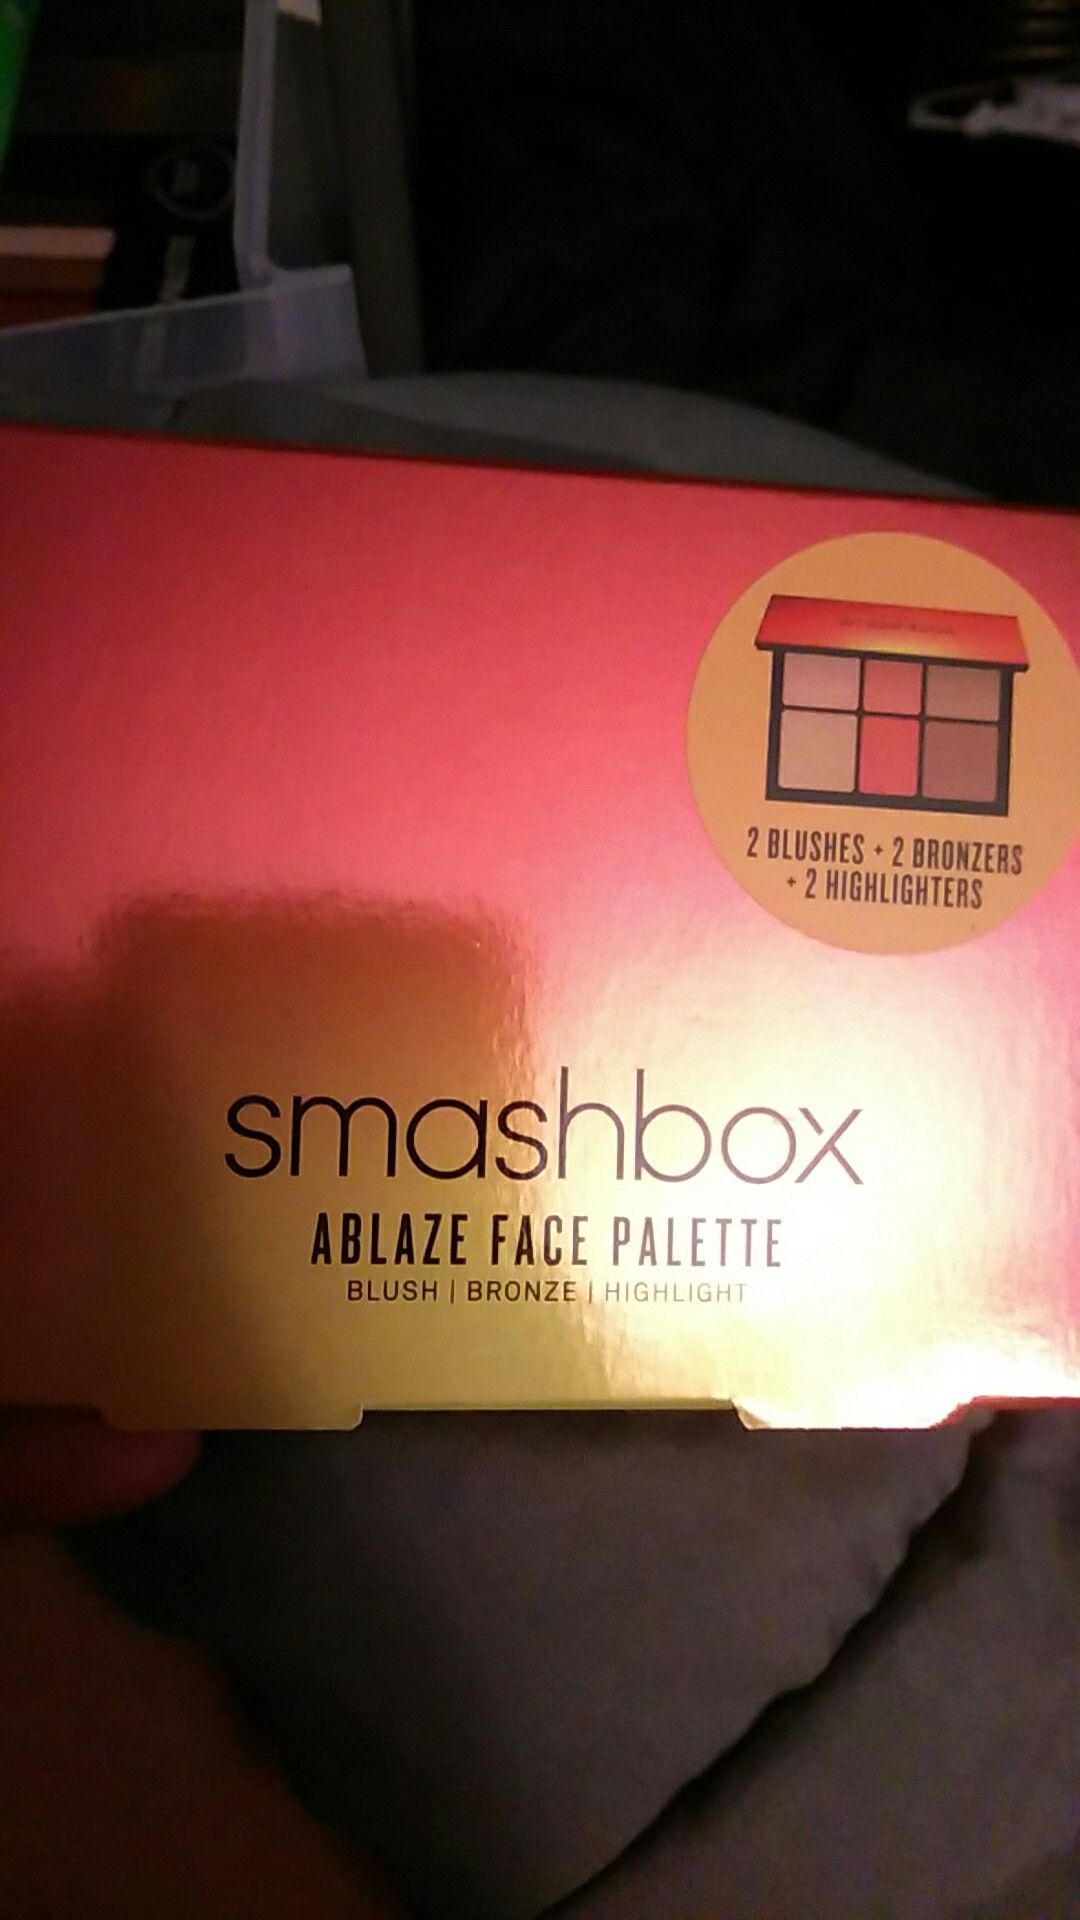 2 BLUSHES + 2 BRONZERS
+ 2 HIGHLIGHTERS
smashbox
ABLAZE FACE PALETTE
BLUSH | BRONZE | HIGHLIGHT